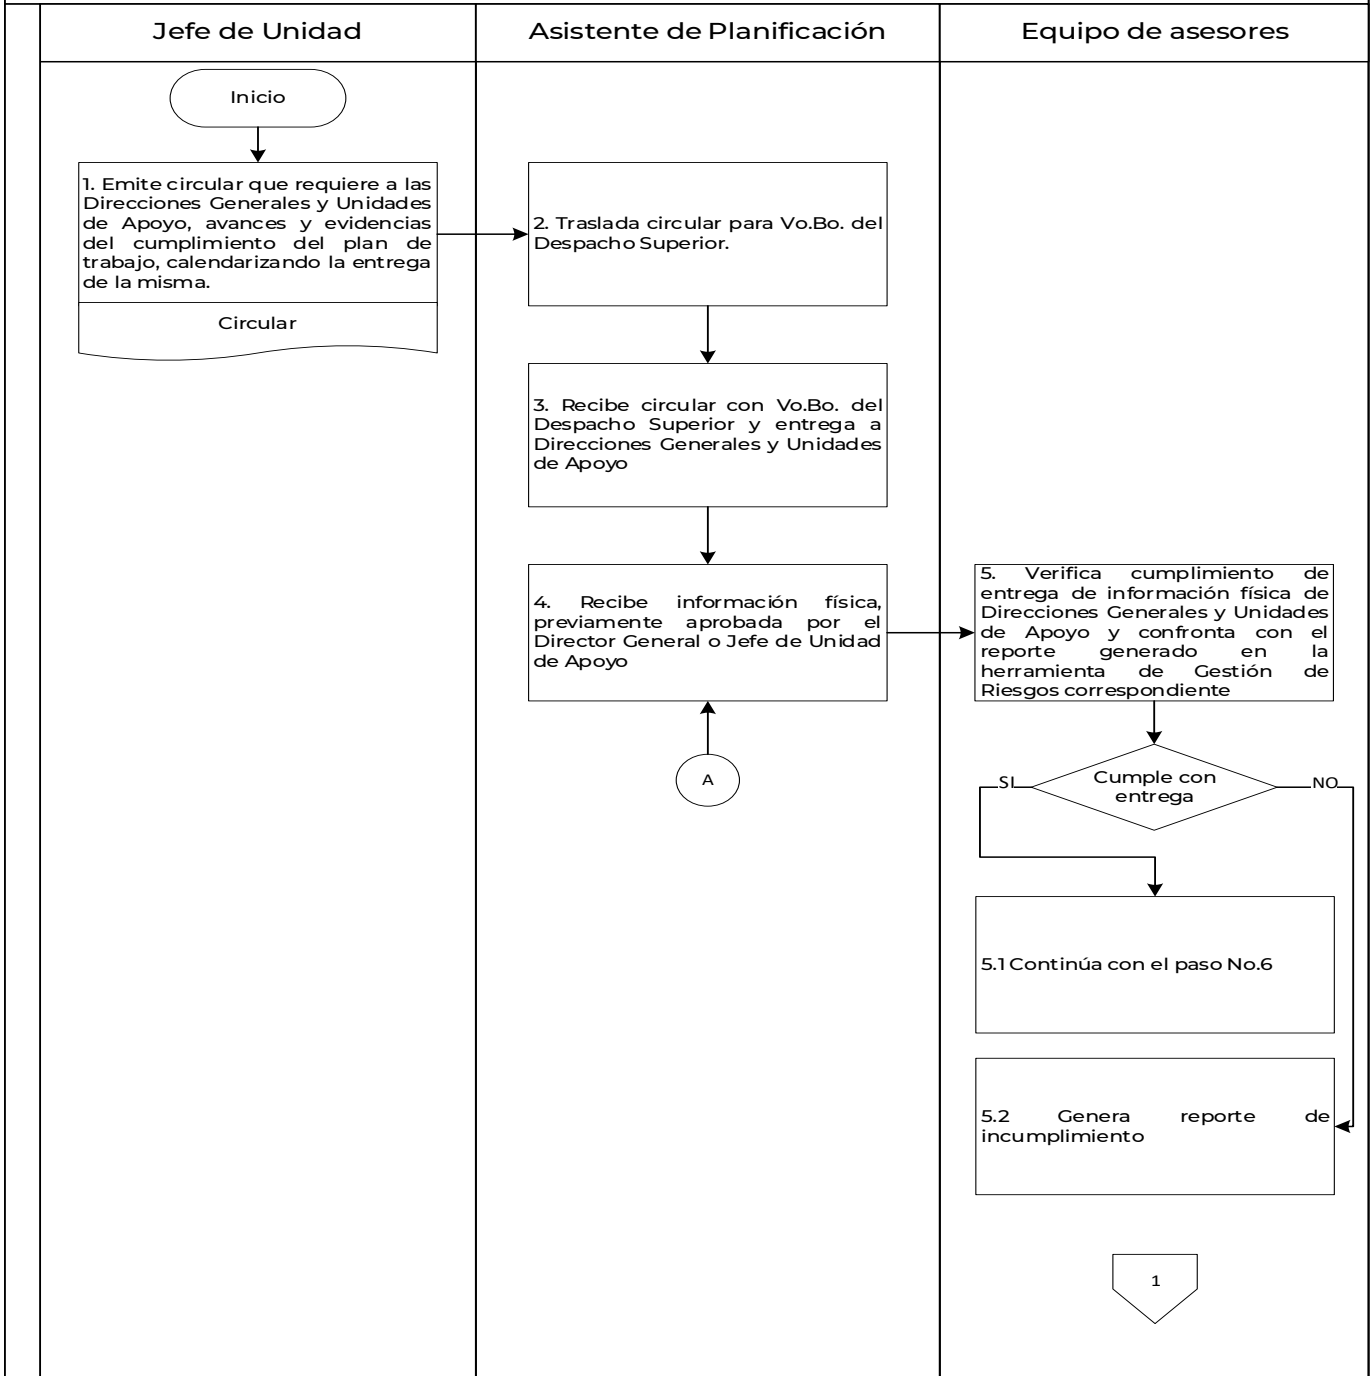 Jefe de Unidad
Asistente de Planificación
Equipo de asesores
Inicio
1. Emite circular que requiere a las
Direcciones Generales y Unidades
de Apoyo, avances y evidencias
del cumplimiento del plan de
trabajo, calendarizando la entrega
de la misma.
Circular
2. Traslada circular para Vo.Bo. del
Despacho Superior.
3. Recibe circular con Vo.Bo. del
Despacho Superior y entrega a
Direcciones Generales y Unidades
de Apoyo
4. Recibe información física,
previamente aprobada por el
Director General o Jefe de Unidad
de Apoyo
A
5. Verifica cumplimiento de
entrega de información física de
Direcciones Generales y Unidades
de Apoyo y confronta con el
reporte generado en la
herramienta de Gestión de
Riesgos correspondiente
SI
Cumple con
entrega
NO
5.1 Continúa con el paso No.6
5.2 Genera reporte de
incumplimiento
1